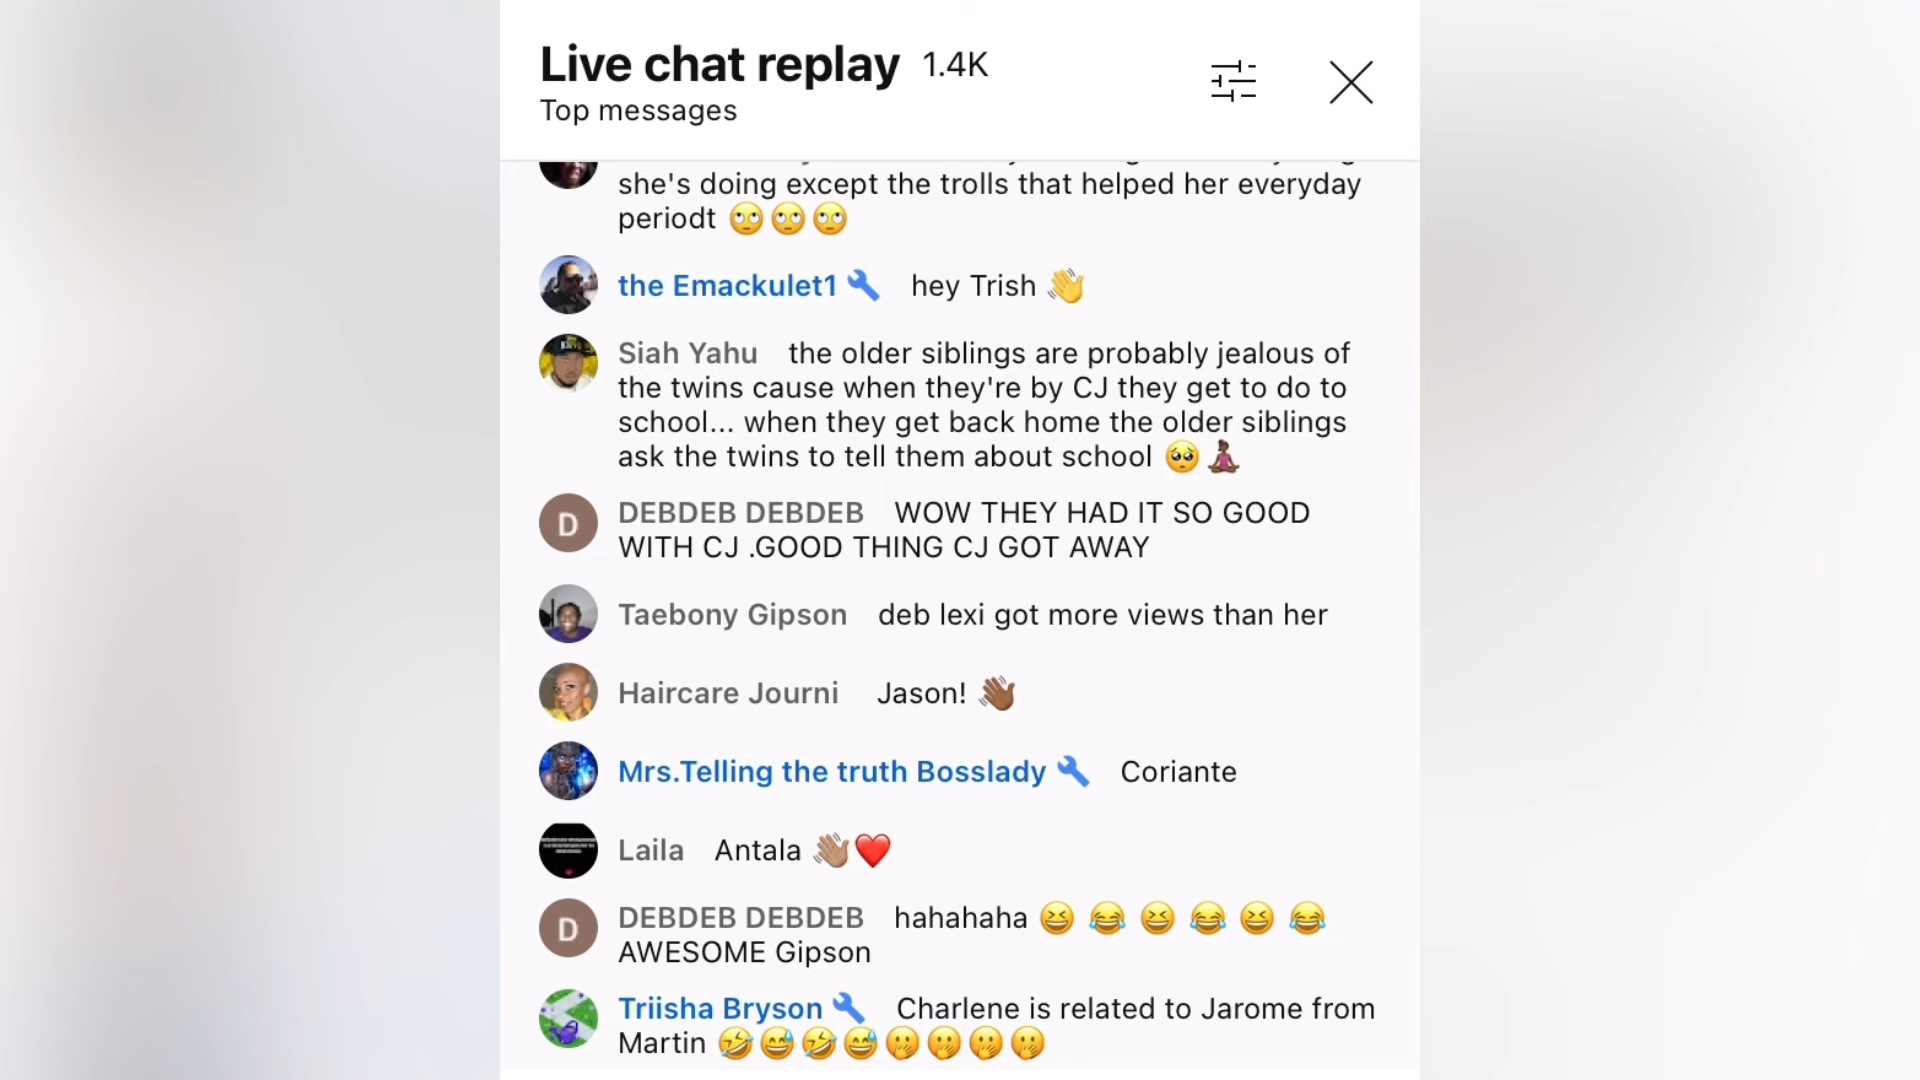 Live chat replay 1.4K
Top messages
she's doing except the trolls that helped her everyday
periodt 🙄 🙄 🙄
the Emackulet1 🔧 hey Trish 👋
Siah Yahu the older siblings are probably jealous of
the twins cause when they're by CJ they get to do to
school... when they get back home the older siblings
ask the twins to tell them about school 🥺 🧘🏾‍♀️
D DEBDEB DEBDEB WOW THEY HAD IT SO GOOD
WITH CJ .GOOD THING CJ GOT AWAY
Taebony Gipson deb lexi got more views than her
Haircare Journi Jason! 👋🏾
Mrs.Telling the truth Bosslady 🔧 Coriante
Laila Antala 👋🏽❤️
D DEBDEB DEBDEB hahahaha 😆 😂 😆 😂 😆 😂
AWESOME Gipson
Triisha Bryson 🔧 Charlene is related to Jarome from
Martin 🤣 😅 🤣 😅 🤭 🤭 🤭 🤭